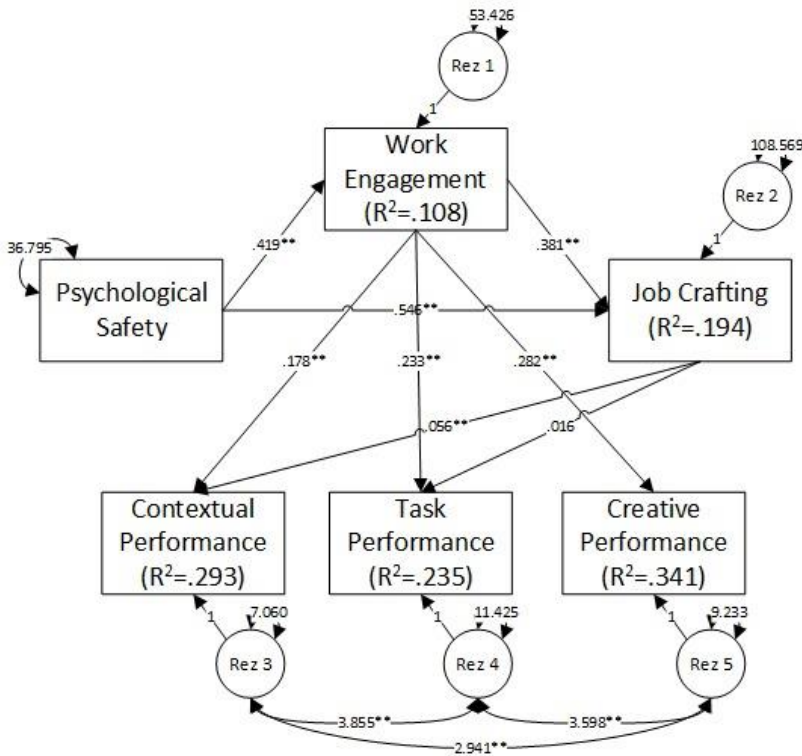 53.426
Rez 1
1
Work
Engagement
(R²=.108)
108.569
Rez 2
1
36.795
Psychological
Safety
.419**
.381**
Job Crafting
(R²=.194)
.546**
.178**
.233**
.282**
.056**
.016
Contextual
Performance
(R²=.293)
Task
Performance
(R²=.235)
Creative
Performance
(R²=.341)
1
7.060
Rez 3
1
11.425
Rez 4
1
9.233
Rez 5
3.855**
3.598**
2.941**